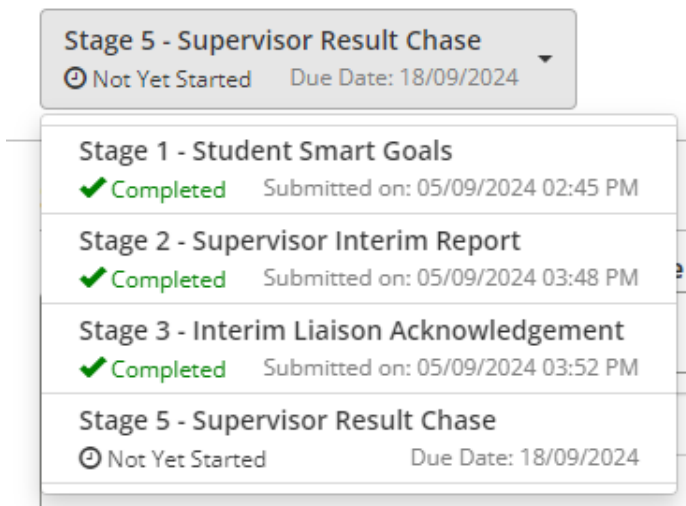 Stage 5 - Supervisor Result Chase
Not Yet Started Due Date: 18/09/2024
Stage 1 - Student Smart Goals
Completed Submitted on: 05/09/2024 02:45 PM
Stage 2 - Supervisor Interim Report
Completed Submitted on: 05/09/2024 03:48 PM
Stage 3 - Interim Liaison Acknowledgement
Completed Submitted on: 05/09/2024 03:52 PM
Stage 5 - Supervisor Result Chase
Not Yet Started Due Date: 18/09/2024